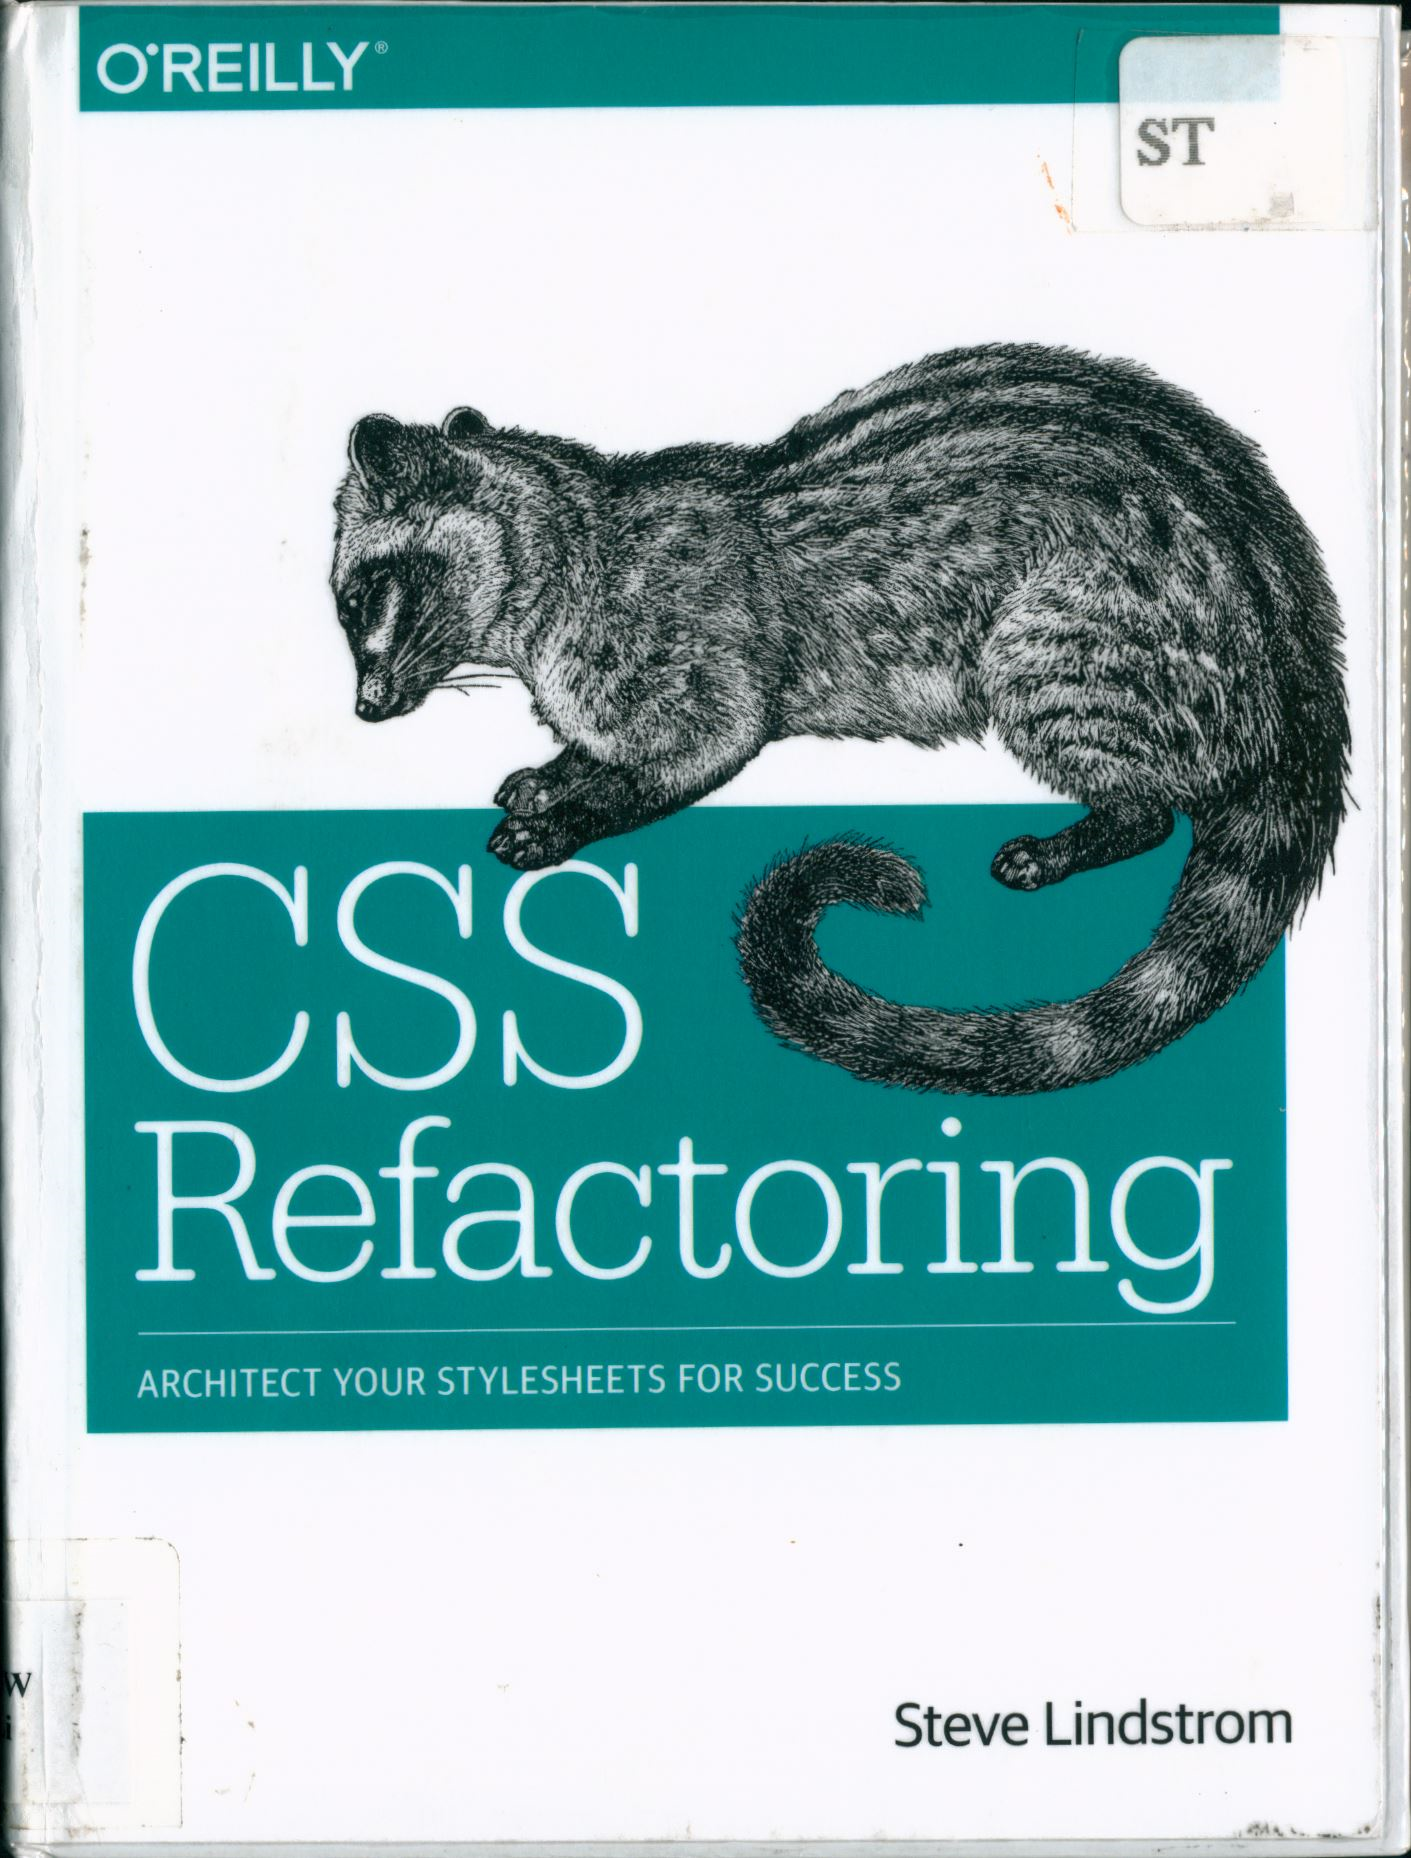 O'REILLY®
ST
CSS
Refactoring
ARCHITECT YOUR STYLESHEETS FOR SUCCESS
W
i
Steve Lindstrom